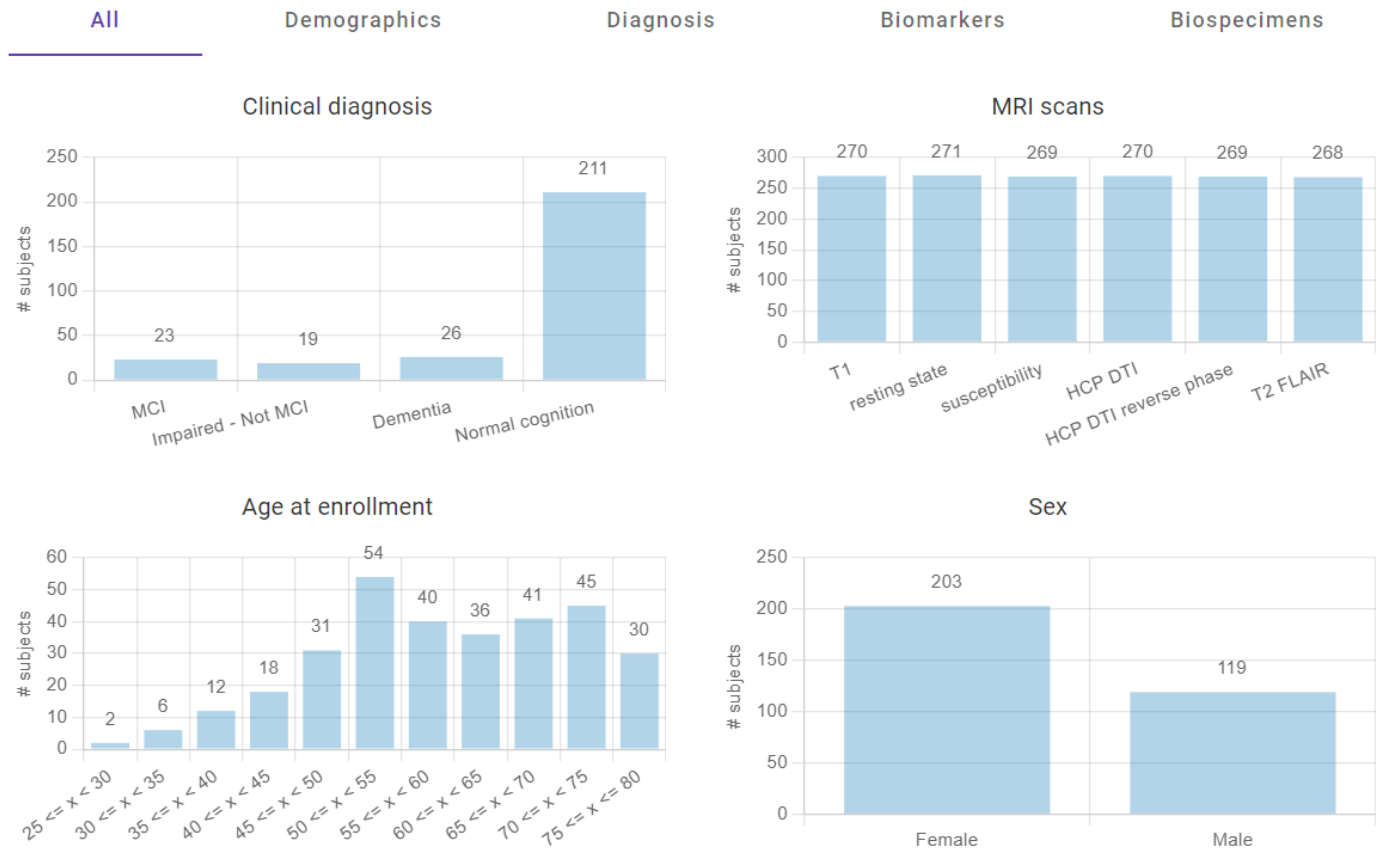 All Demographics Diagnosis Biomarkers Biospecimens
Clinical diagnosis
250
200
150
100
50
0
# subjects
23
19
26
211
MCI
Impaired - Not MCI
Dementia
Normal cognition
MRI scans
300
250
200
150
100
50
0
# subjects
270
271
269
270
269
268
T1
resting state
susceptibility
HCP DTI
HCP DTI reverse phase
T2 FLAIR
Age at enrollment
60
50
40
30
20
10
0
# subjects
2
6
12
18
31
54
40
36
41
45
30
25 <= x < 30
30 <= x < 35
35 <= x < 40
40 <= x < 45
45 <= x < 50
50 <= x < 55
55 <= x < 60
60 <= x < 65
65 <= x < 70
70 <= x < 75
75 <= x <= 80
Sex
250
200
150
100
50
0
# subjects
203
119
Female
Male